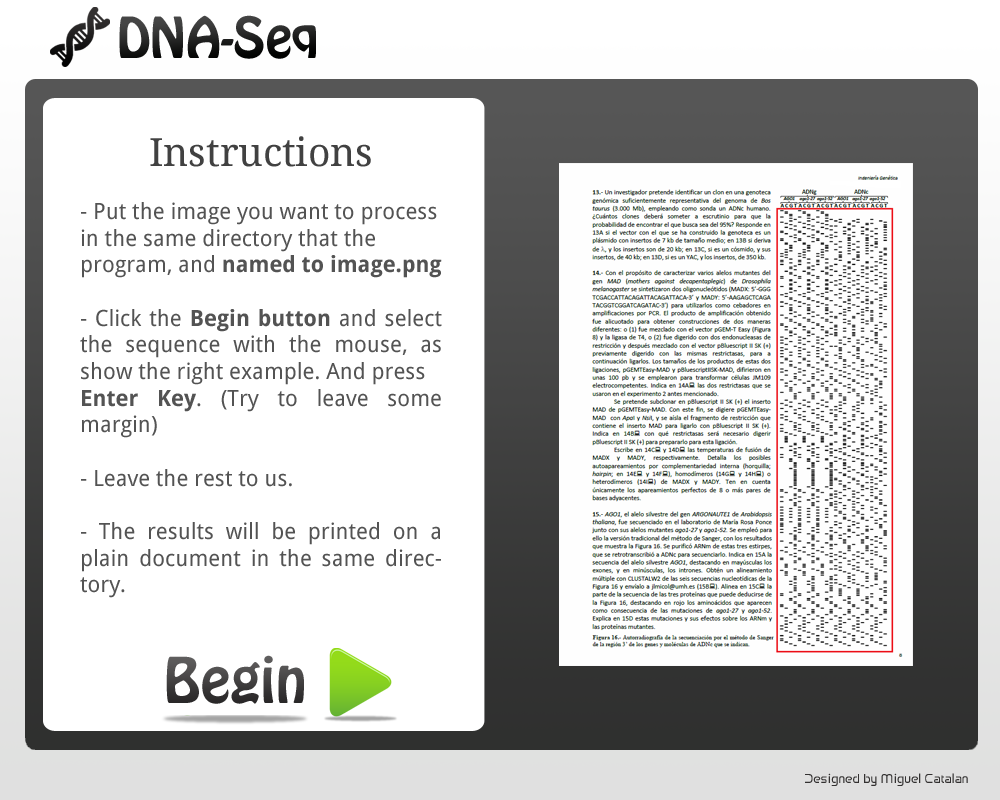 DNA-Seq
Instructions
- Put the image you want to process
in the same directory that the
program, and named to image.png
- Click the Begin button and select
the sequence with the mouse, as
show the right example. And press
Enter Key. (Try to leave some
margin)
- Leave the rest to us.
- The results will be printed on a
plain document in the same direc-
tory.
Begin
Ingeniería Genética
13.- Un investigador pretende identificar un clon en una genoteca
genómica suficientemente representativa del genoma de Bos
taurus (3.000 Mb), empleando como sonda un ADNc humano.
¿Cuántos clones deberá someter a escrutinio para que la
probabilidad de encontrar el que busca sea del 95%? Responde en
13A si el vector con el que se ha construido la genoteca es un
plásmido con insertos de 7 kb de tamaño medio; en 13B si deriva
de λ, y los insertos son de 20 kb; en 13C, si es un cósmido, y sus
insertos, de 40 kb; en 13D, si es un YAC, y los insertos, de 350 kb.
14.- Con el propósito de caracterizar varios alelos mutantes del
gen MAD (mothers against decapentaplegic) de Drosophila
melanogaster se sintetizaron dos oligonucleótidos (MADX: 5'-GGG
TCGACCATTACAGATTACAGATTACA-3' y MADY: 5'-AAGAGCTCAGA
TACGGTCGGATCAGATAC-3') para utilizarlos como cebadores en
amplificaciones por PCR. El producto de amplificación obtenido
fue alicuotado para obtener construcciones de dos maneras
diferentes: o (1) fue mezclado con el vector pGEM-T Easy (Figura
8) y la ligasa de T4, o (2) fue digerido con dos endonucleasas de
restricción y después mezclado con el vector pBluescript II SK (+)
previamente digerido con las mismas restrictasas, para a
continuación ligarlos. Los tamaños de los productos de estas dos
ligaciones, pGEMTEasy-MAD y pBluescriptIISK-MAD, difirieron en
unas 100 pb y se emplearon para transformar células JM109
electrocompetentes. Indica en 14A las dos restrictasas que se
usaron en el experimento 2 antes mencionado.
Se pretende subclonar en pBluescript II SK (+) el inserto
MAD de pGEMTEasy-MAD. Con este fin, se digiere pGEMTEasy-
MAD con ApaI y NsiI, y se aísla el fragmento de restricción que
contiene el inserto MAD para ligarlo con pBluescript II SK (+).
Indica en 14B con qué restrictasas será necesario digerir
pBluescript II SK (+) para prepararlo para esta ligación.
Escribe en 14C y 14D las temperaturas de fusión de
MADX y MADY, respectivamente. Detalla los posibles
autoapareamientos por complementariedad interna (horquilla;
hairpin; en 14E y 14F), homodímeros (14G y 14H) o
heterodímeros (14I) de MADX y MADY. Ten en cuenta
únicamente los apareamientos perfectos de 8 o más pares de
bases adyacentes.
15.- AGO1, el alelo silvestre del gen ARGONAUTE1 de Arabidopsis
thaliana, fue secuenciado en el laboratorio de María Rosa Ponce
junto con sus alelos mutantes ago1-27 y ago1-52. Se empleó para
ello la versión tradicional del método de Sanger, con los resultados
que muestra la Figura 16. Se purificó ARNm de estas tres estirpes,
que se retrotranscribió a ADNc para secuenciarlo. Indica en 15A la
secuencia del alelo silvestre AGO1, destacando en mayúsculas los
exones, y en minúsculas, los intrones. Obtén un alineamiento
múltiple con CLUSTALW2 de las seis secuencias nucleotídicas de la
Figura 16 y envíalo a jlmicol@umh.es (15B). Alinea en 15C la
parte de la secuencia de las tres proteínas que puede deducirse de
la Figura 16, destacando en rojo los aminoácidos que aparecen
como consecuencia de las mutaciones de ago1-27 y ago1-52.
Explica en 15D estas mutaciones y sus efectos sobre los ARNm y
las proteínas mutantes.
Figura 16.- Autorradiografía de la secuenciación por el método de Sanger
de la región 3' de los genes y moléculas de ADNc que se indican.
ADNg ADNc
AGO1 ago1-27 ago1-52 AGO1 ago1-27 ago1-52
A C G T A C G T A C G T A C G T A C G T A C G T
Designed by Miguel Catalan